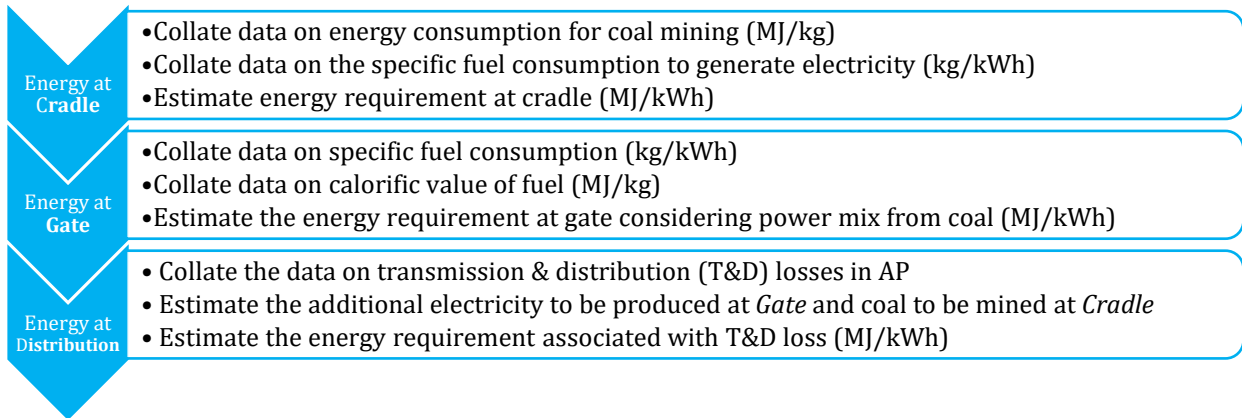 Energy at
Cradle
•Collate data on energy consumption for coal mining (MJ/kg)
•Collate data on the specific fuel consumption to generate electricity (kg/kWh)
•Estimate energy requirement at cradle (MJ/kWh)
Energy at
Gate
•Collate data on specific fuel consumption (kg/kWh)
•Collate data on calorific value of fuel (MJ/kg)
•Estimate the energy requirement at gate considering power mix from coal (MJ/kWh)
Energy at
Distribution
• Collate the data on transmission & distribution (T&D) losses in AP
• Estimate the additional electricity to be produced at Gate and coal to be mined at Cradle
• Estimate the energy requirement associated with T&D loss (MJ/kWh)